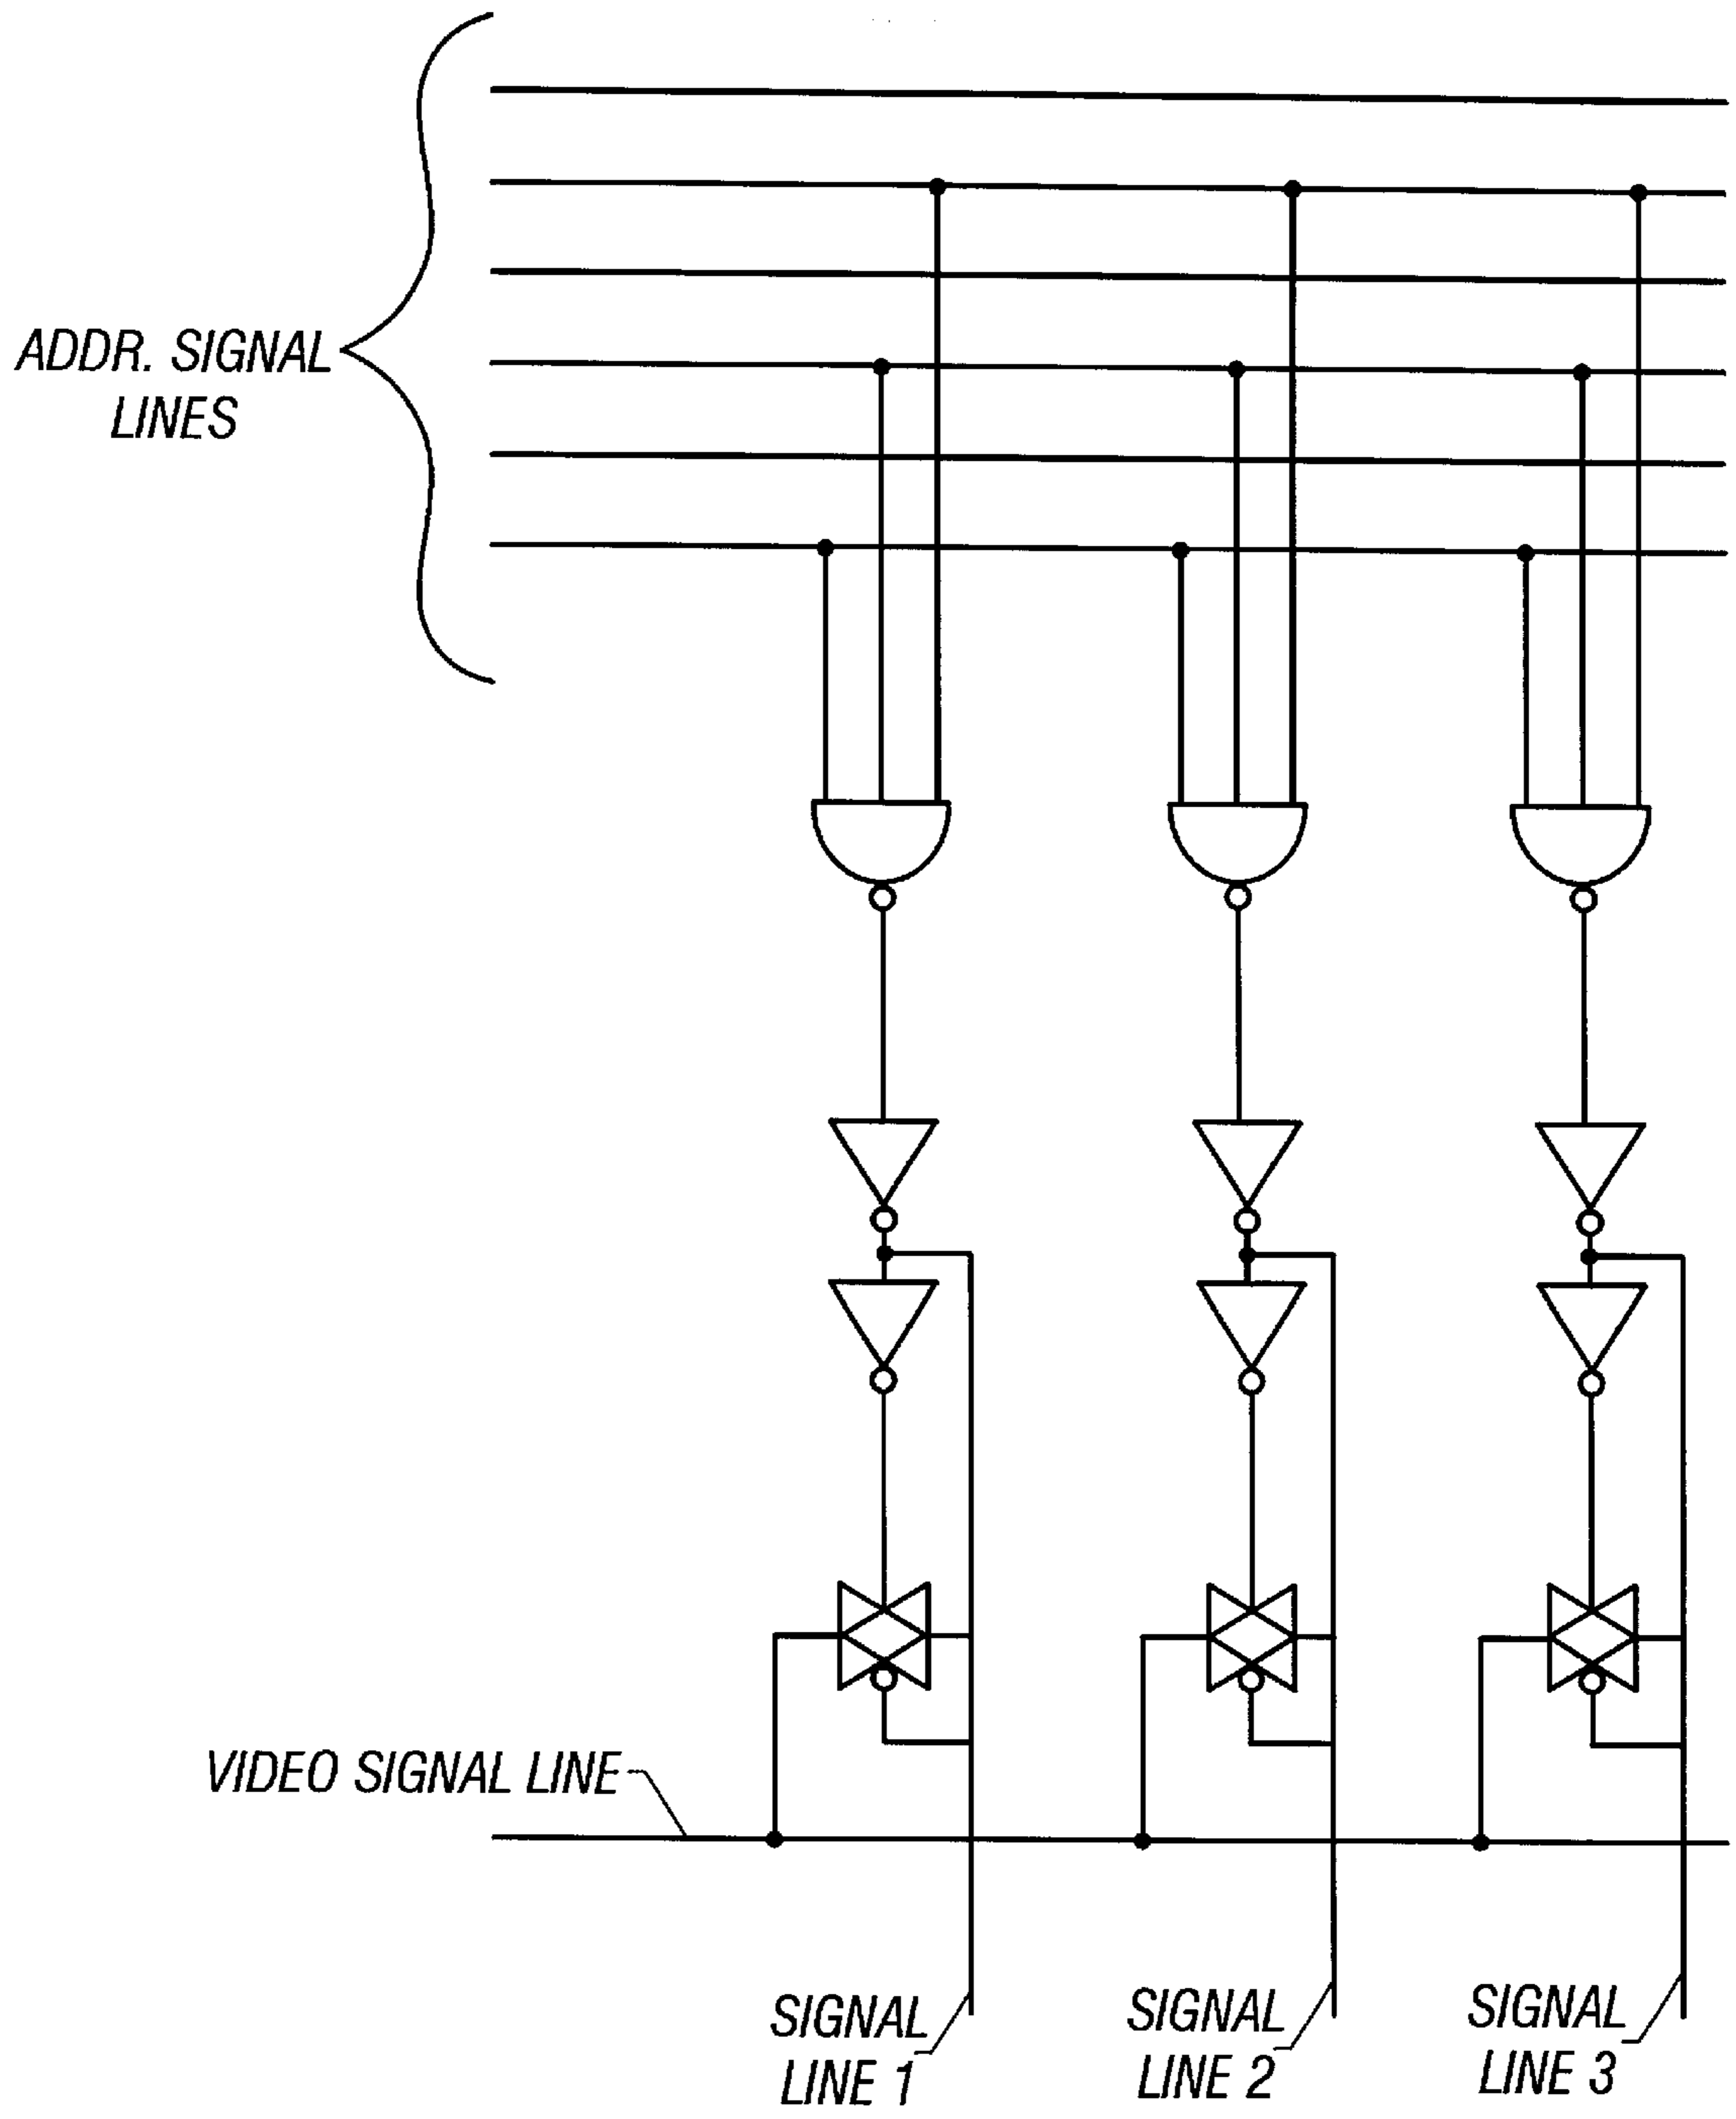 ADDR. SIGNAL
LINES
VIDEO SIGNAL LINE
SIGNAL
LINE 1
SIGNAL
LINE 2
SIGNAL
LINE 3